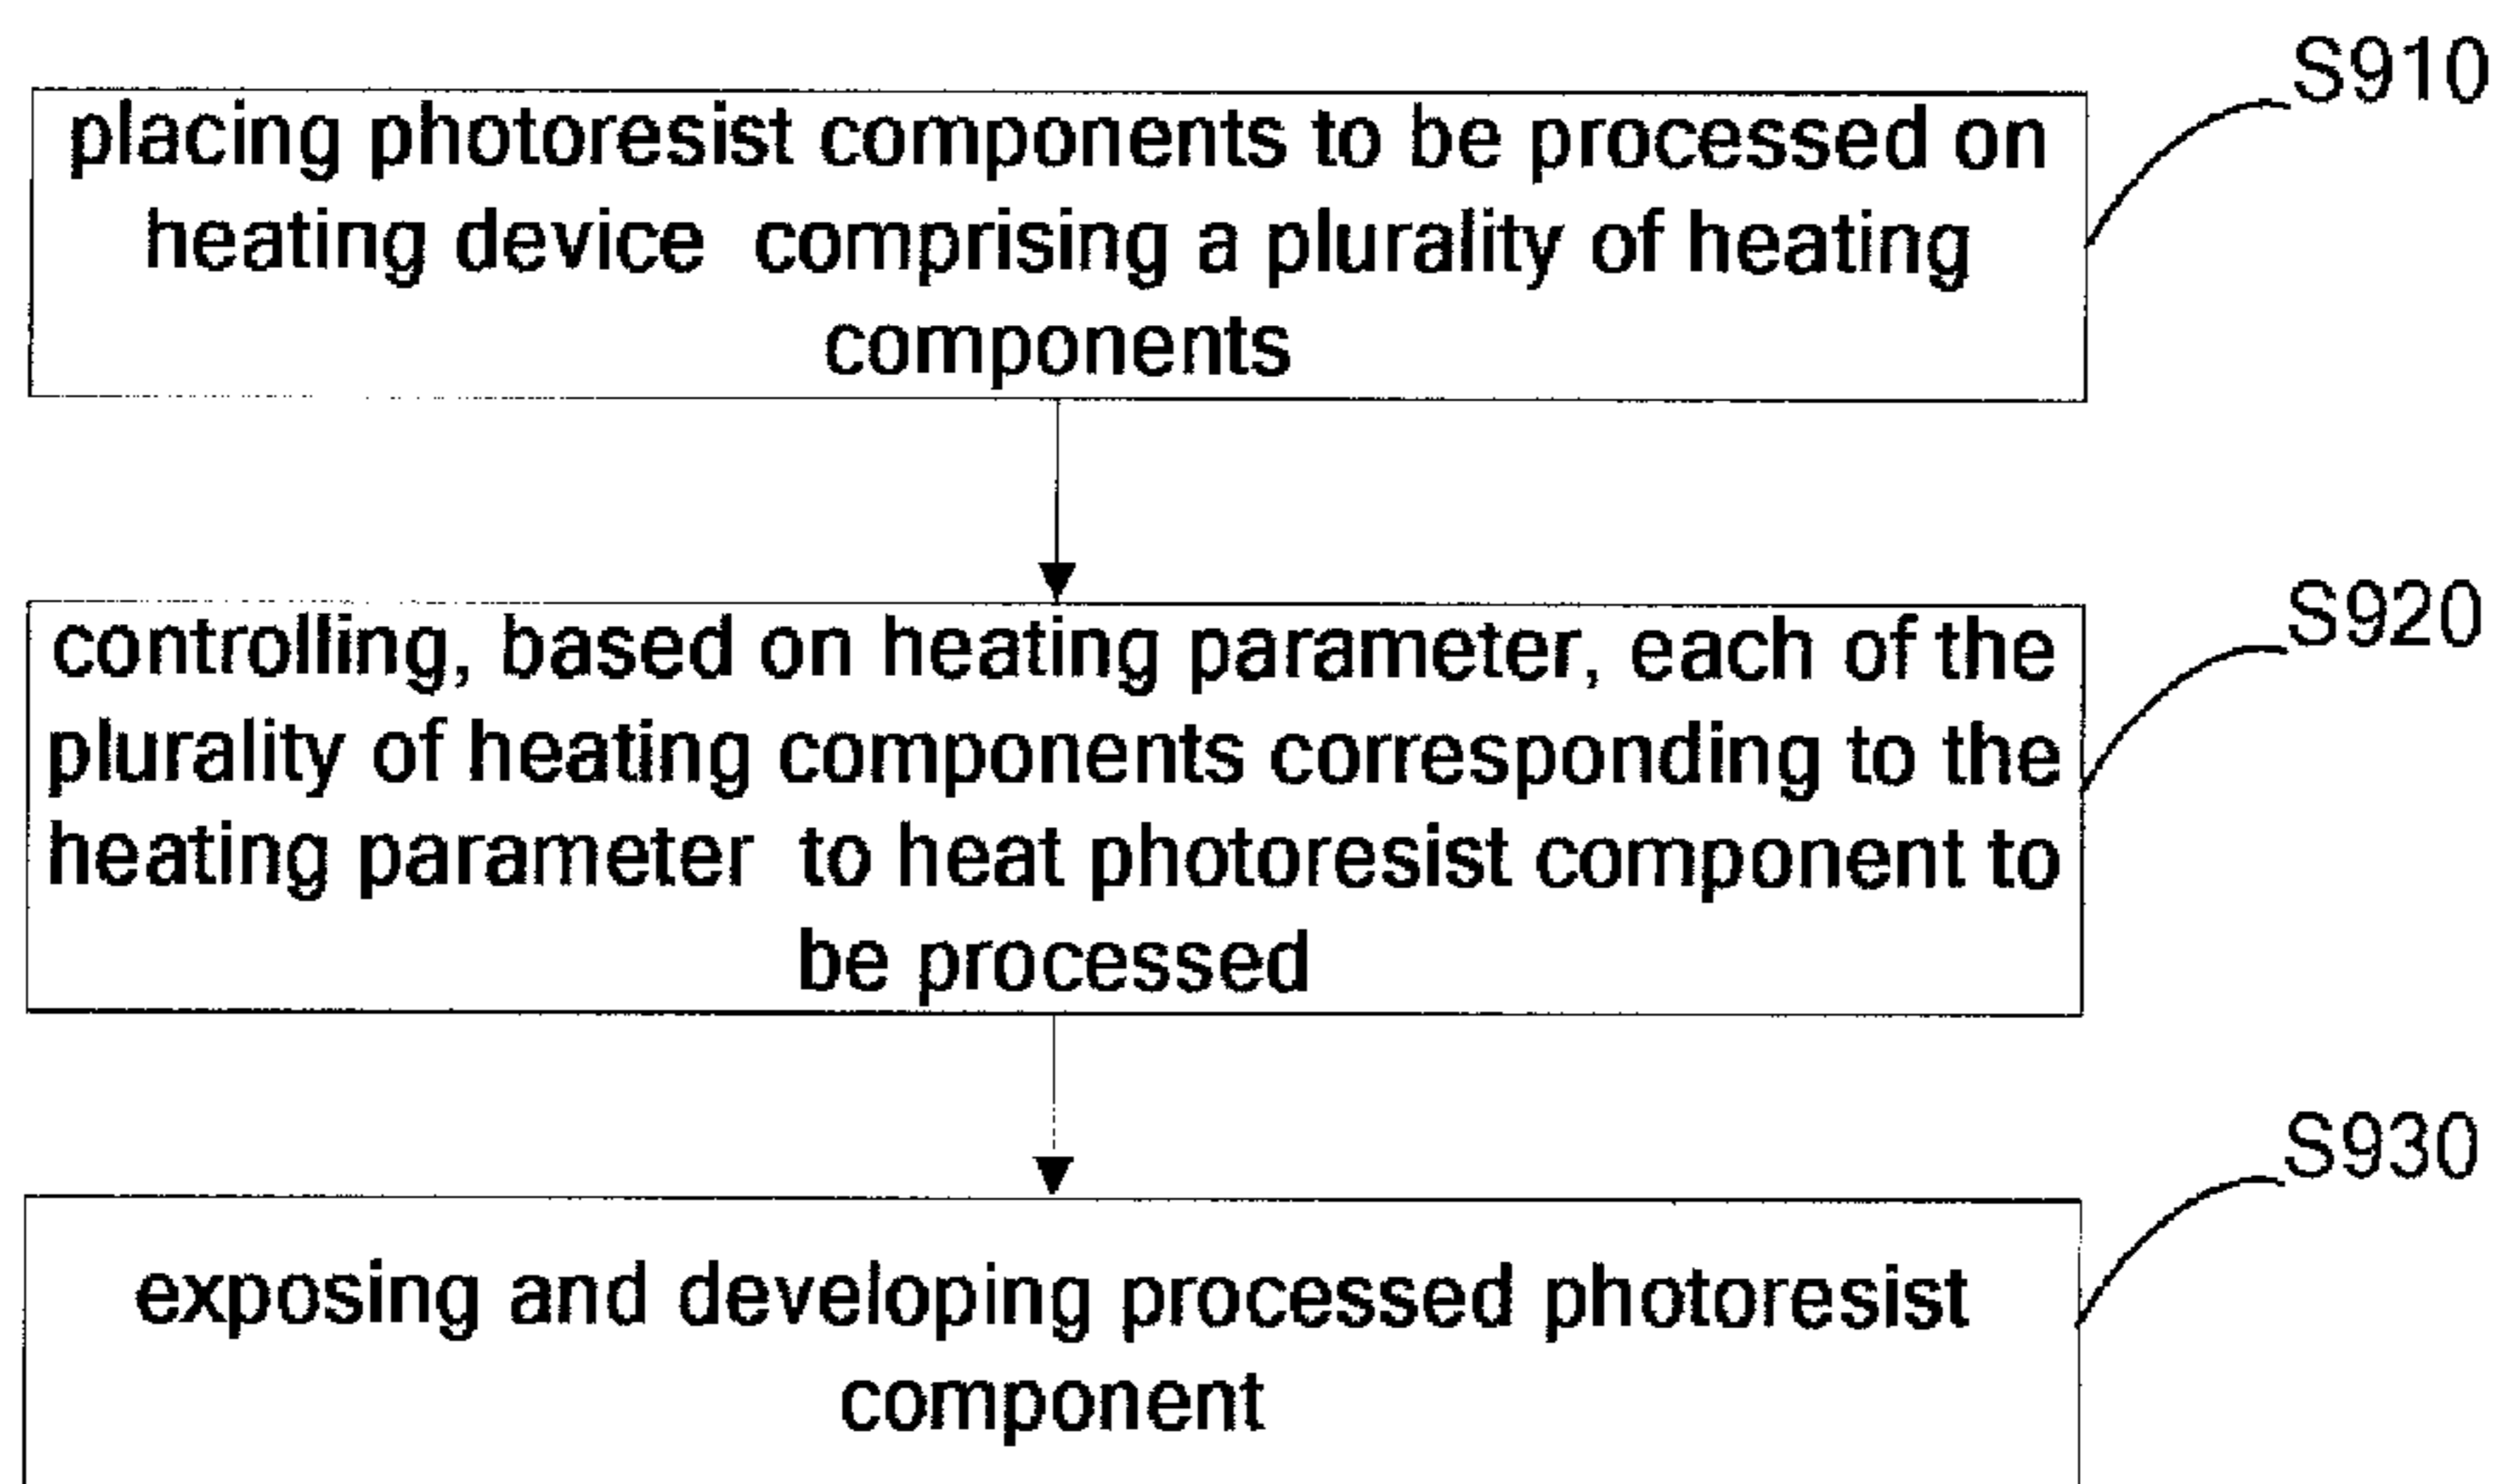 S910
placing photoresist components to be processed on
heating device comprising a plurality of heating
components
S920
controlling, based on heating parameter, each of the
plurality of heating components corresponding to the
heating parameter to heat photoresist component to
be processed
S930
exposing and developing processed photoresist
component